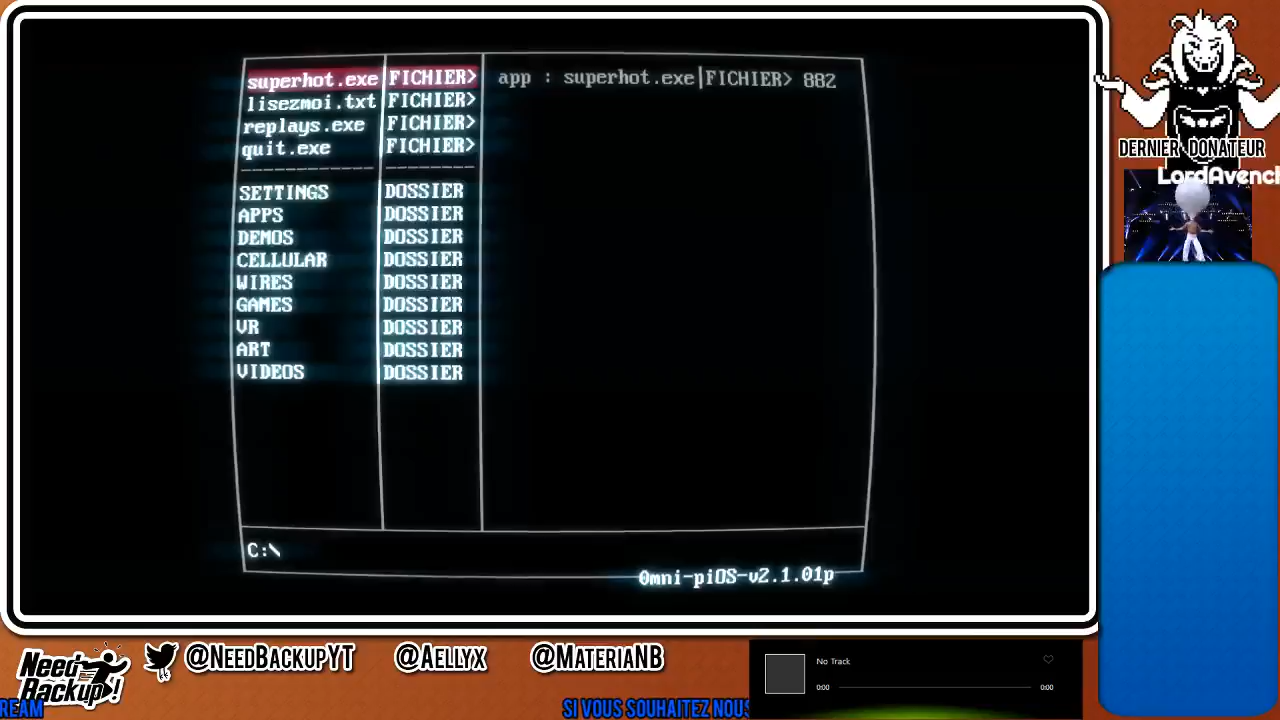 superhot.exe FICHIER> app : superhot.exe|FICHIER> 882
lisezmoi.txt FICHIER>
replays.exe FICHIER>
quit.exe FICHIER>
SETTINGS DOSSIER
APPS DOSSIER
DEMOS DOSSIER
CELLULAR DOSSIER
WIRES DOSSIER
GAMES DOSSIER
VR DOSSIER
ART DOSSIER
VIDEOS DOSSIER
C:\
0mni-piOS-v2.1.01p
DERNIER DONATEUR
LordAvench
Need Backup!
@NeedBackupYT @Aellyx @MateriaNB
No Track
0:00 0:00
REAM SI VOUS SOUHAITEZ NOUS